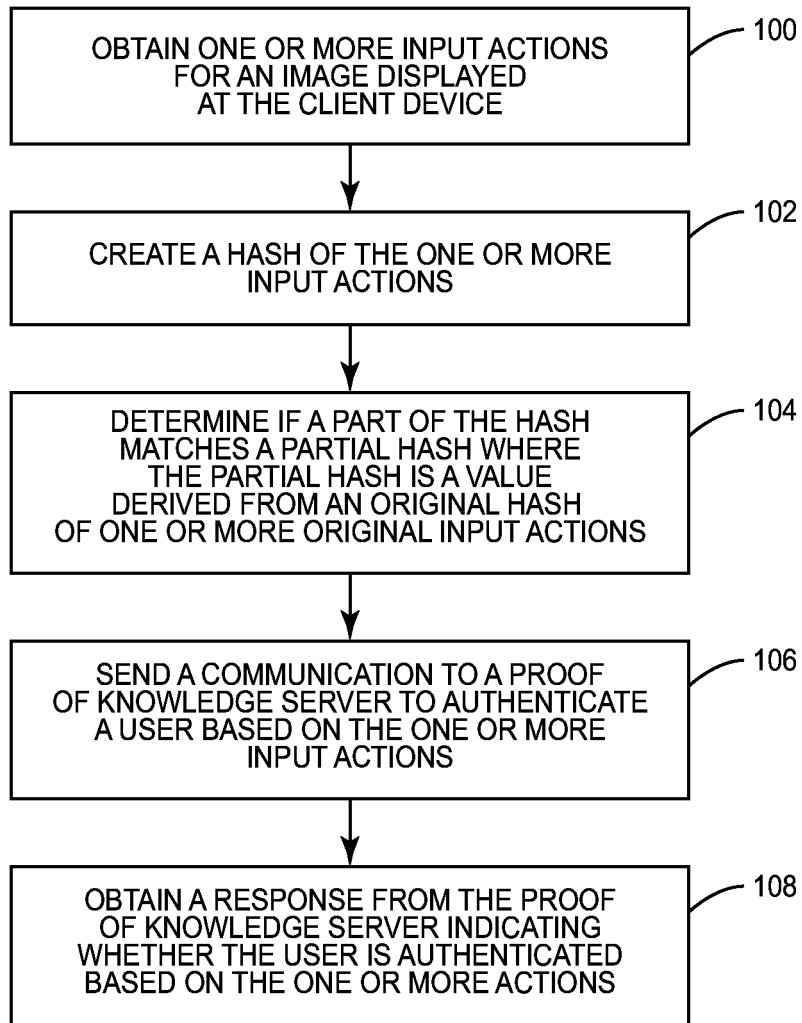 OBTAIN ONE OR MORE INPUT ACTIONS
FOR AN IMAGE DISPLAYED
AT THE CLIENT DEVICE
100
CREATE A HASH OF THE ONE OR MORE
INPUT ACTIONS
102
DETERMINE IF A PART OF THE HASH
MATCHES A PARTIAL HASH WHERE
THE PARTIAL HASH IS A VALUE
DERIVED FROM AN ORIGINAL HASH
OF ONE OR MORE ORIGINAL INPUT ACTIONS
104
SEND A COMMUNICATION TO A PROOF
OF KNOWLEDGE SERVER TO AUTHENTICATE
A USER BASED ON THE ONE OR MORE
INPUT ACTIONS
106
OBTAIN A RESPONSE FROM THE PROOF
OF KNOWLEDGE SERVER INDICATING
WHETHER THE USER IS AUTHENTICATED
BASED ON THE ONE OR MORE ACTIONS
108